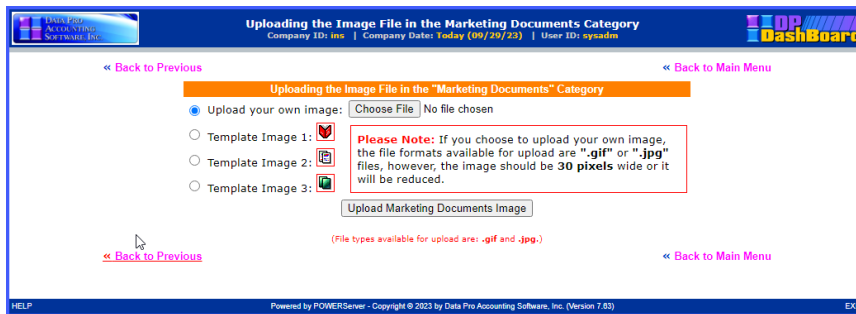 DATA PRO
ACCOUNTING
SOFTWARE, INC.
Uploading the Image File in the Marketing Documents Category
Company ID: ins | Company Date: Today (09/29/23) | User ID: sysadm
DP
DashBoard
« Back to Previous
« Back to Main Menu
Uploading the Image File in the "Marketing Documents" Category
Upload your own image: Choose File No file chosen
Template Image 1:
Template Image 2:
Template Image 3:
Please Note: If you choose to upload your own image,
the file formats available for upload are ".gif" or ".jpg"
files, however, the image should be 30 pixels wide or it
will be reduced.
Upload Marketing Documents Image
(File types available for upload are: .gif and .jpg.)
« Back to Previous
« Back to Main Menu
HELP
Powered by POWERServer - Copyright © 2023 by Data Pro Accounting Software, Inc. (Version 7.63)
EX